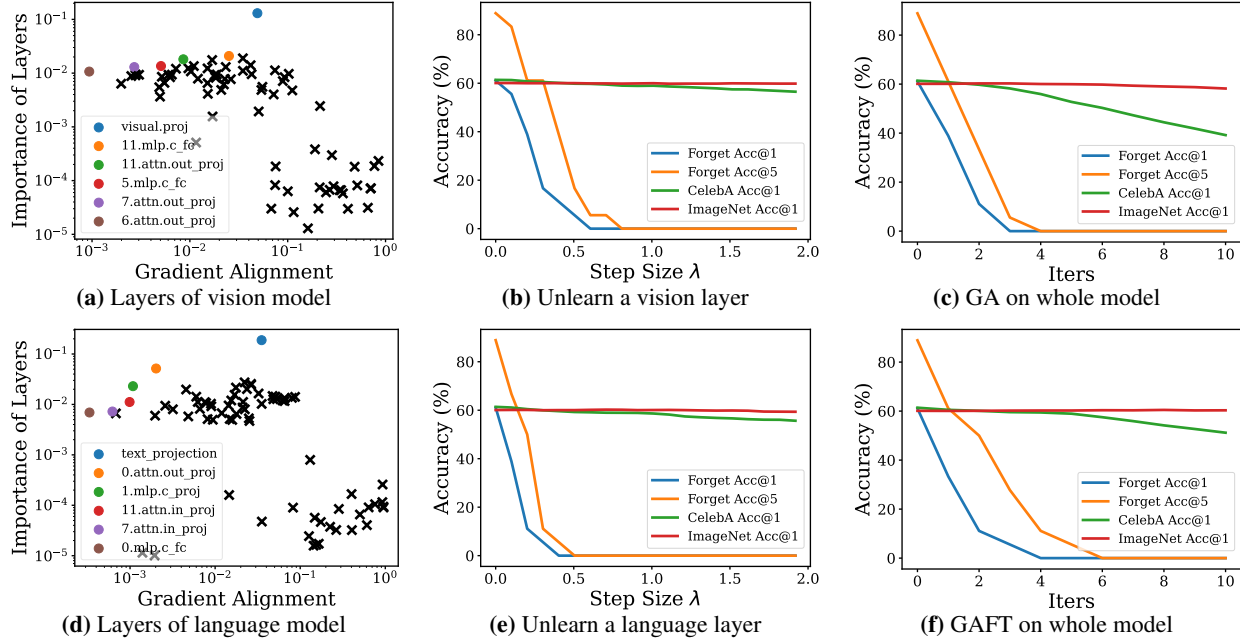 Importance of Layers
10⁻¹
10⁻²
10⁻³
10⁻⁴
10⁻⁵
visual.proj
11.mlp.c_fc
11.attn.out_proj
5.mlp.c_fc
7.attn.out_proj
6.attn.out_proj
10⁻³ 10⁻² 10⁻¹ 10⁰
Gradient Alignment
(a) Layers of vision model
Accuracy (%)
80
60
40
20
0
Forget Acc@1
Forget Acc@5
CelebA Acc@1
ImageNet Acc@1
0.0 0.5 1.0 1.5 2.0
Step Size λ
(b) Unlearn a vision layer
Accuracy (%)
80
60
40
20
0
Forget Acc@1
Forget Acc@5
CelebA Acc@1
ImageNet Acc@1
0 2 4 6 8 10
Iters
(c) GA on whole model
Importance of Layers
10⁻¹
10⁻²
10⁻³
10⁻⁴
10⁻⁵
text_projection
0.attn.out_proj
1.mlp.c_proj
11.attn.in_proj
7.attn.in_proj
0.mlp.c_fc
10⁻³ 10⁻² 10⁻¹ 10⁰
Gradient Alignment
(d) Layers of language model
Accuracy (%)
80
60
40
20
0
Forget Acc@1
Forget Acc@5
CelebA Acc@1
ImageNet Acc@1
0.0 0.5 1.0 1.5 2.0
Step Size λ
(e) Unlearn a language layer
Accuracy (%)
80
60
40
20
0
Forget Acc@1
Forget Acc@5
CelebA Acc@1
ImageNet Acc@1
0 2 4 6 8 10
Iters
(f) GAFT on whole model